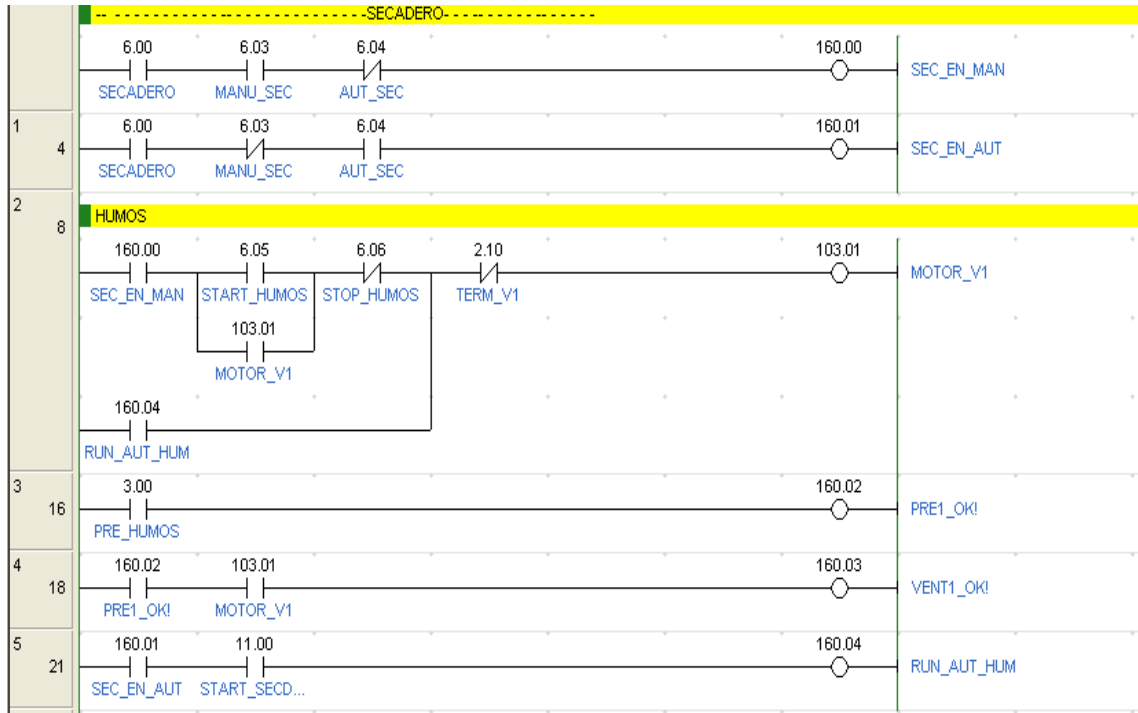 -- - - - - - - - - - - - -- - - - - - - - - - - - - - -SECADERO- - - - -- - - - - - -- - - - - -
6.00 6.03 6.04 160.00
SEC_EN_MAN
SECADERO MANU_SEC AUT_SEC
1 6.00 6.03 6.04 160.01
4 SEC_EN_AUT
SECADERO MANU_SEC AUT_SEC
2 HUMOS
8
160.00 6.05 6.06 2.10 103.01
MOTOR_V1
SEC_EN_MAN START_HUMOS STOP_HUMOS TERM_V1
103.01
MOTOR_V1
160.04
RUN_AUT_HUM
3 3.00 160.02
16 PRE1_OK!
PRE_HUMOS
4 160.02 103.01 160.03
18 VENT1_OK!
PRE1_OK! MOTOR_V1
5 160.01 11.00 160.04
21 RUN_AUT_HUM
SEC_EN_AUT START_SECD...